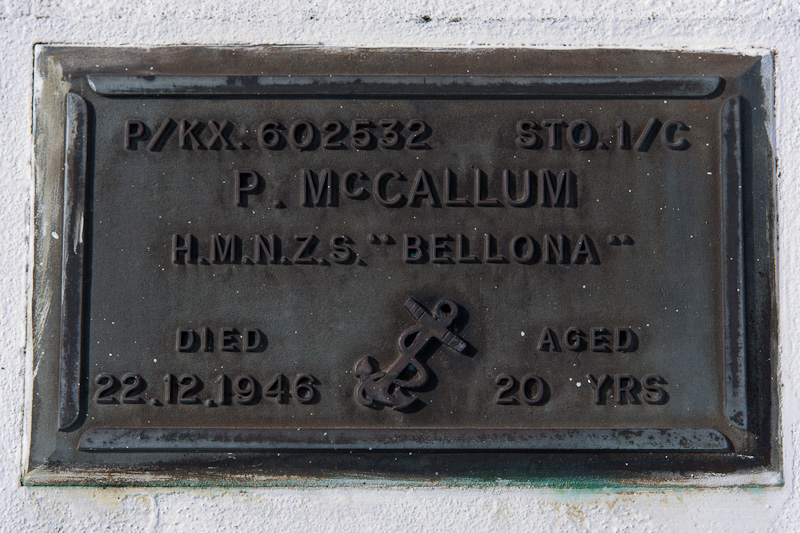 P/KX. 602532 STO. 1/C
P. McCALLUM
H.M.N.Z.S. "BELLONA"
DIED AGED
22.12.1946 20 YRS